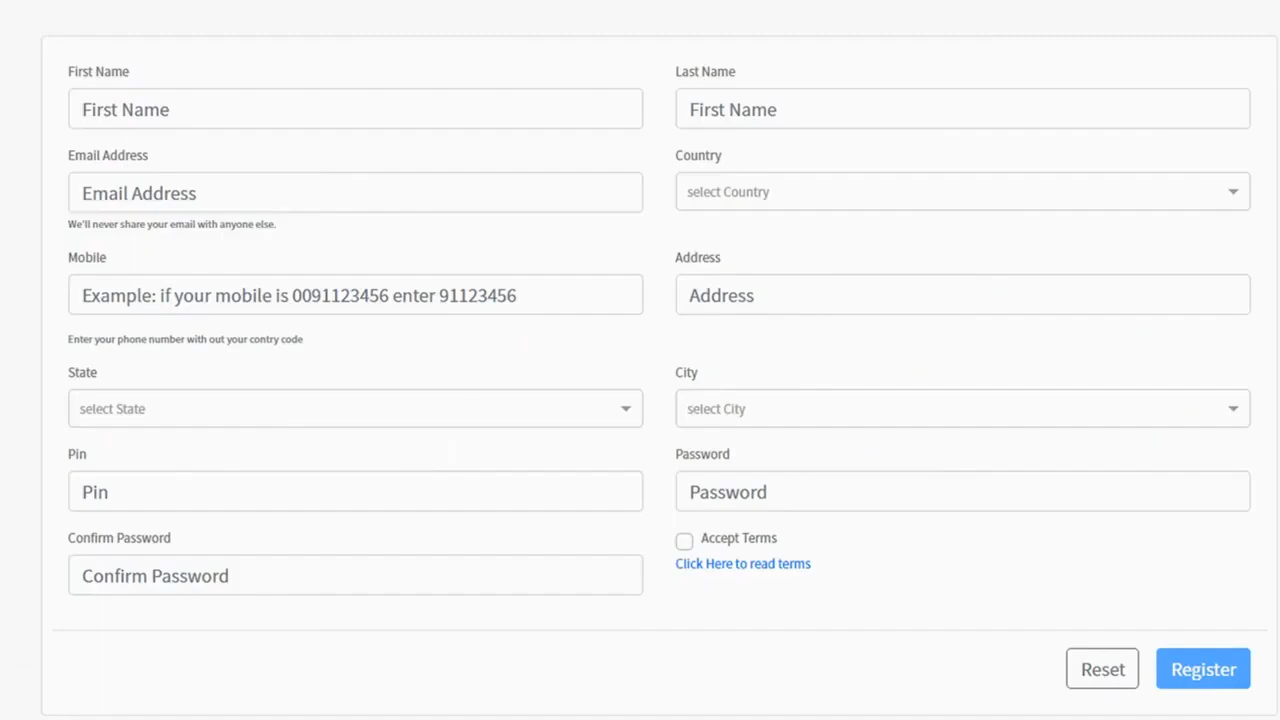 First Name
Last Name
First Name
First Name
Email Address
Country
Email Address
select Country
We'll never share your email with anyone else.
Mobile
Address
Example: if your mobile is 0091123456 enter 91123456
Address
Enter your phone number with out your contry code
State
City
select State
select City
Pin
Password
Pin
Password
Confirm Password
Accept Terms
Click Here to read terms
Confirm Password
Reset
Register